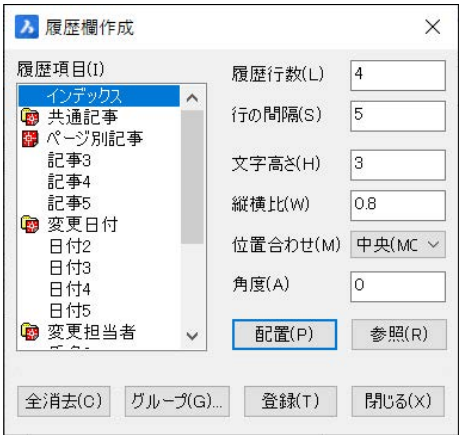 履歴欄作成
履歴項目(I)
インデックス
共通記事
ページ別記事
記事3
記事4
記事5
変更日付
日付2
日付3
日付4
日付5
変更担当者
履歴行数(L) 4
行の間隔(S) 5
文字高さ(H) 3
縦横比(W) 0.8
位置合わせ(M) 中央(MC
角度(A) 0
配置(P) 参照(R)
全消去(C) グループ(G)... 登録(T) 閉じる(X)